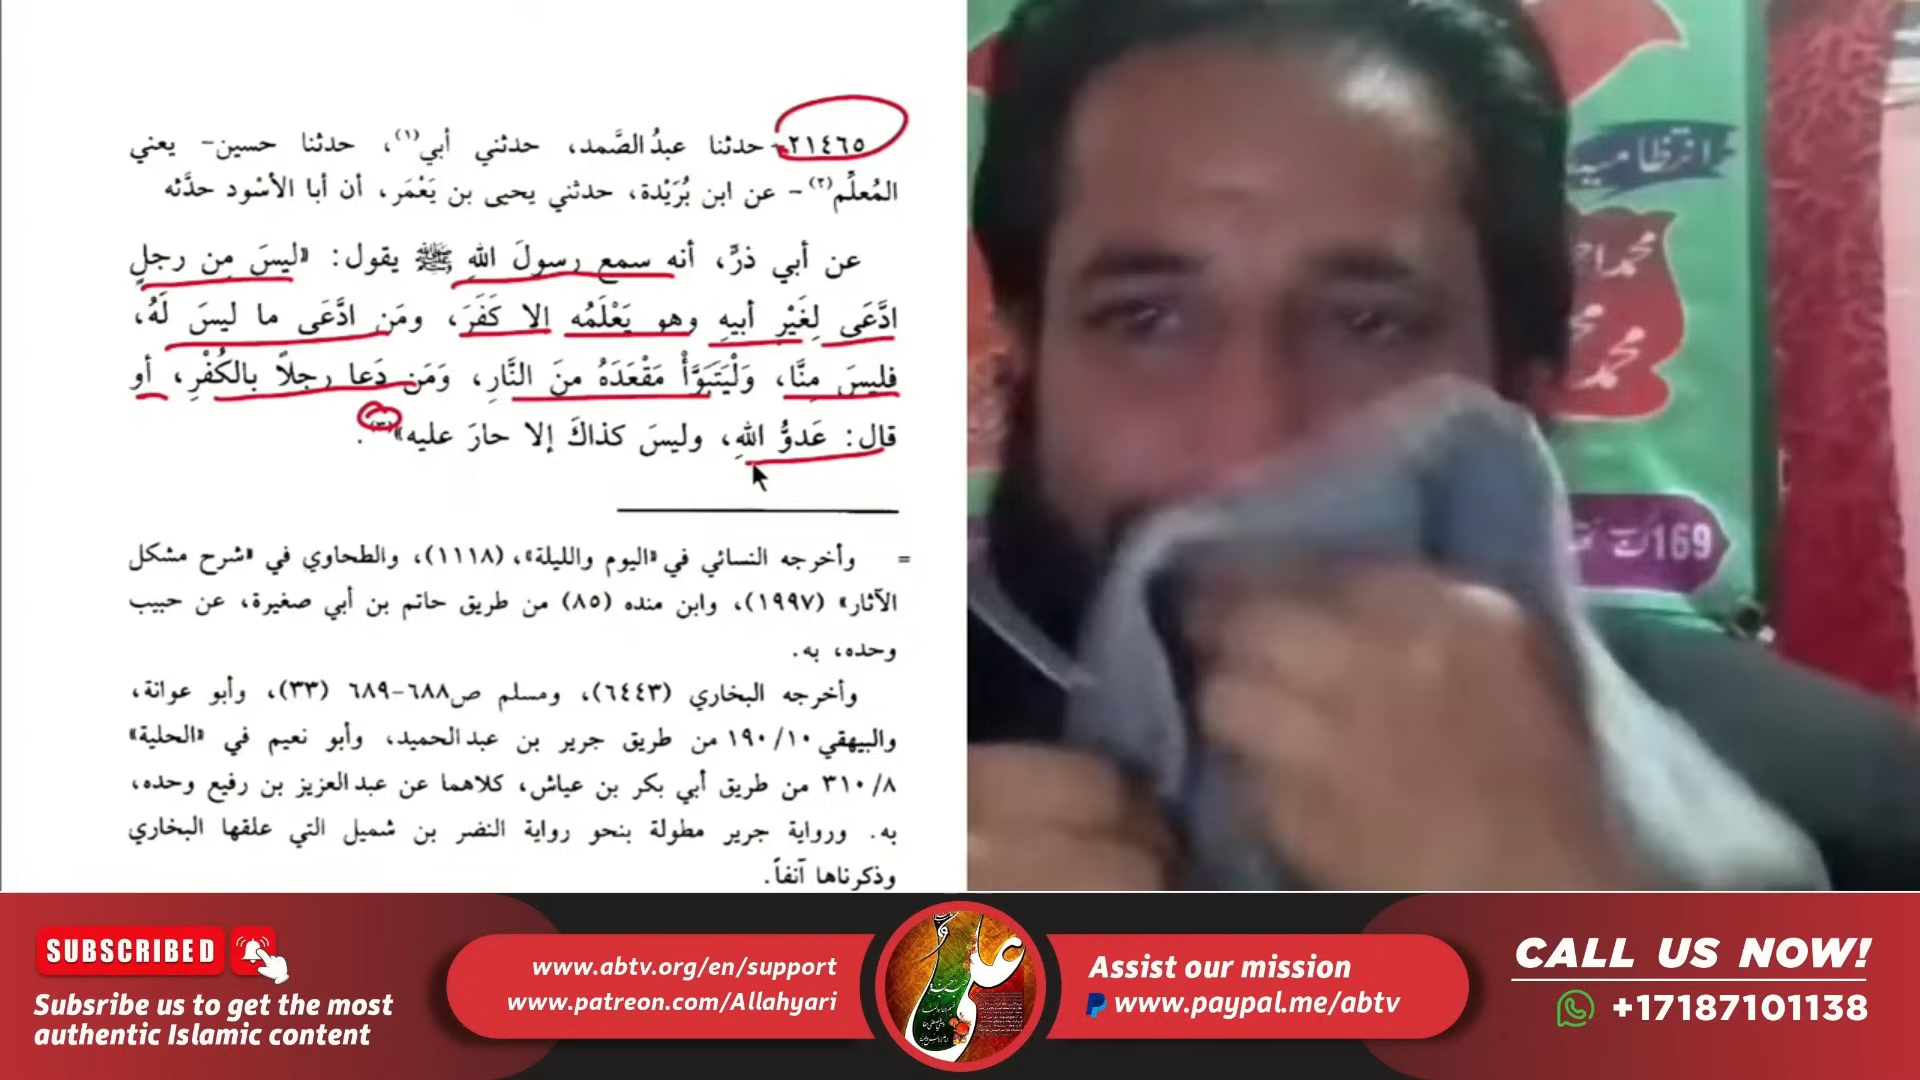 ٢١٤٦٥- حدثنا عبدُ الصَّمد، حدثني أبي(١)، حدثنا حسين- يعني
المُعلِّم(٢)- عن ابن بُرَيْدة، حدثني يحيى بن يَعْمَر، أن أبا الأسْود حدَّثه
عن أبي ذرٍّ، أنه سمع رسولَ اللهِ ﷺ يقول: «ليسَ مِن رجلٍ
ادَّعَى لِغَيْرِ أبيهِ وهو يَعْلَمُه إلا كَفَرَ، ومَن ادَّعَى ما ليسَ لَهُ،
فليسَ مِنَّا، وَلْيَتَبَوَّأْ مَقْعَدَهُ منَ النَّارِ، وَمَن دَعا رجلاً بالكُفْرِ، أو
قال: عَدوُّ اللهِ، وليسَ كذاكَ إلا حارَ عليه»(٣).
= وأخرجه النسائي في «اليوم والليلة»، (١١١٨)، والطحاوي في «شرح مشكل
الآثار» (١٩٩٧)، وابن منده (٨٥) من طريق حاتم بن أبي صغيرة، عن حبيب
وحده، به.
وأخرجه البخاري (٦٤٤٣)، ومسلم ص٦٨٨-٦٨٩ (٣٣)، وأبو عوانة،
والبيهقي ١٩٠/١٠ من طريق جرير بن عبد الحميد، وأبو نعيم في «الحلية»
٣١٠/٨ من طريق أبي بكر بن عياش، كلاهما عن عبد العزيز بن رفيع وحده،
به. ورواية جرير مطولة بنحو رواية النضر بن شميل التي علقها البخاري
وذكرناها آنفاً.
انتظامیہ
محمد
169
SUBSCRIBED
Subsribe us to get the most
authentic Islamic content
www.abtv.org/en/support
www.patreon.com/Allahyari
علي
Assist our mission
www.paypal.me/abtv
CALL US NOW!
+17187101138